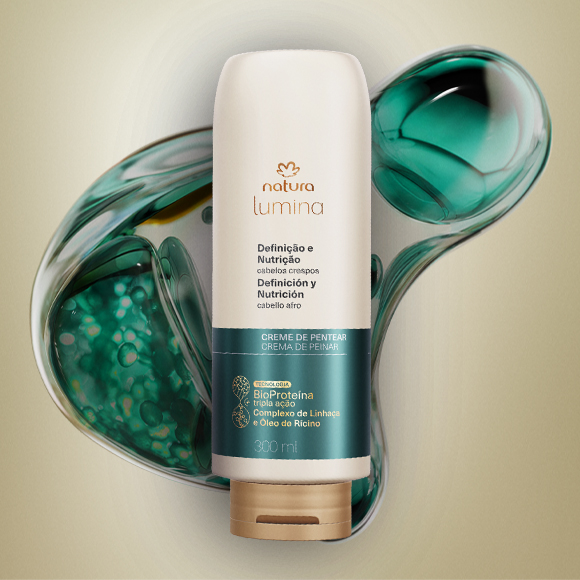 natura
lumina
Definição e
Nutrição
cabelos crespos
Definición y
Nutrición
cabello afro
CREME DE PENTEAR
CREMA DE PEINAR
TECNOLOGIA
BioProteína
tripla ação
Complexo de Linhaça
e Óleo de Rícino
300 ml